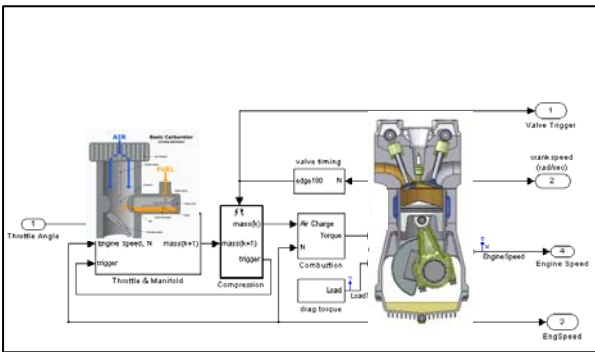 AIR
Basic Carburetor
FUEL
1
Throttle Angle
Engine Speed, N
mass(k+1)
trigger
Throttle & Manifold
mass(k)
mass(k+1)
trigger
Compression
valve timing
edge180
N
Air Charge
Torque
N
Combustion
Load
drag torque
Load
1
Valve Trigger
crank speed
(rad/sec)
2
EngineSpeed
4
Engine Speed
3
EngSpeed